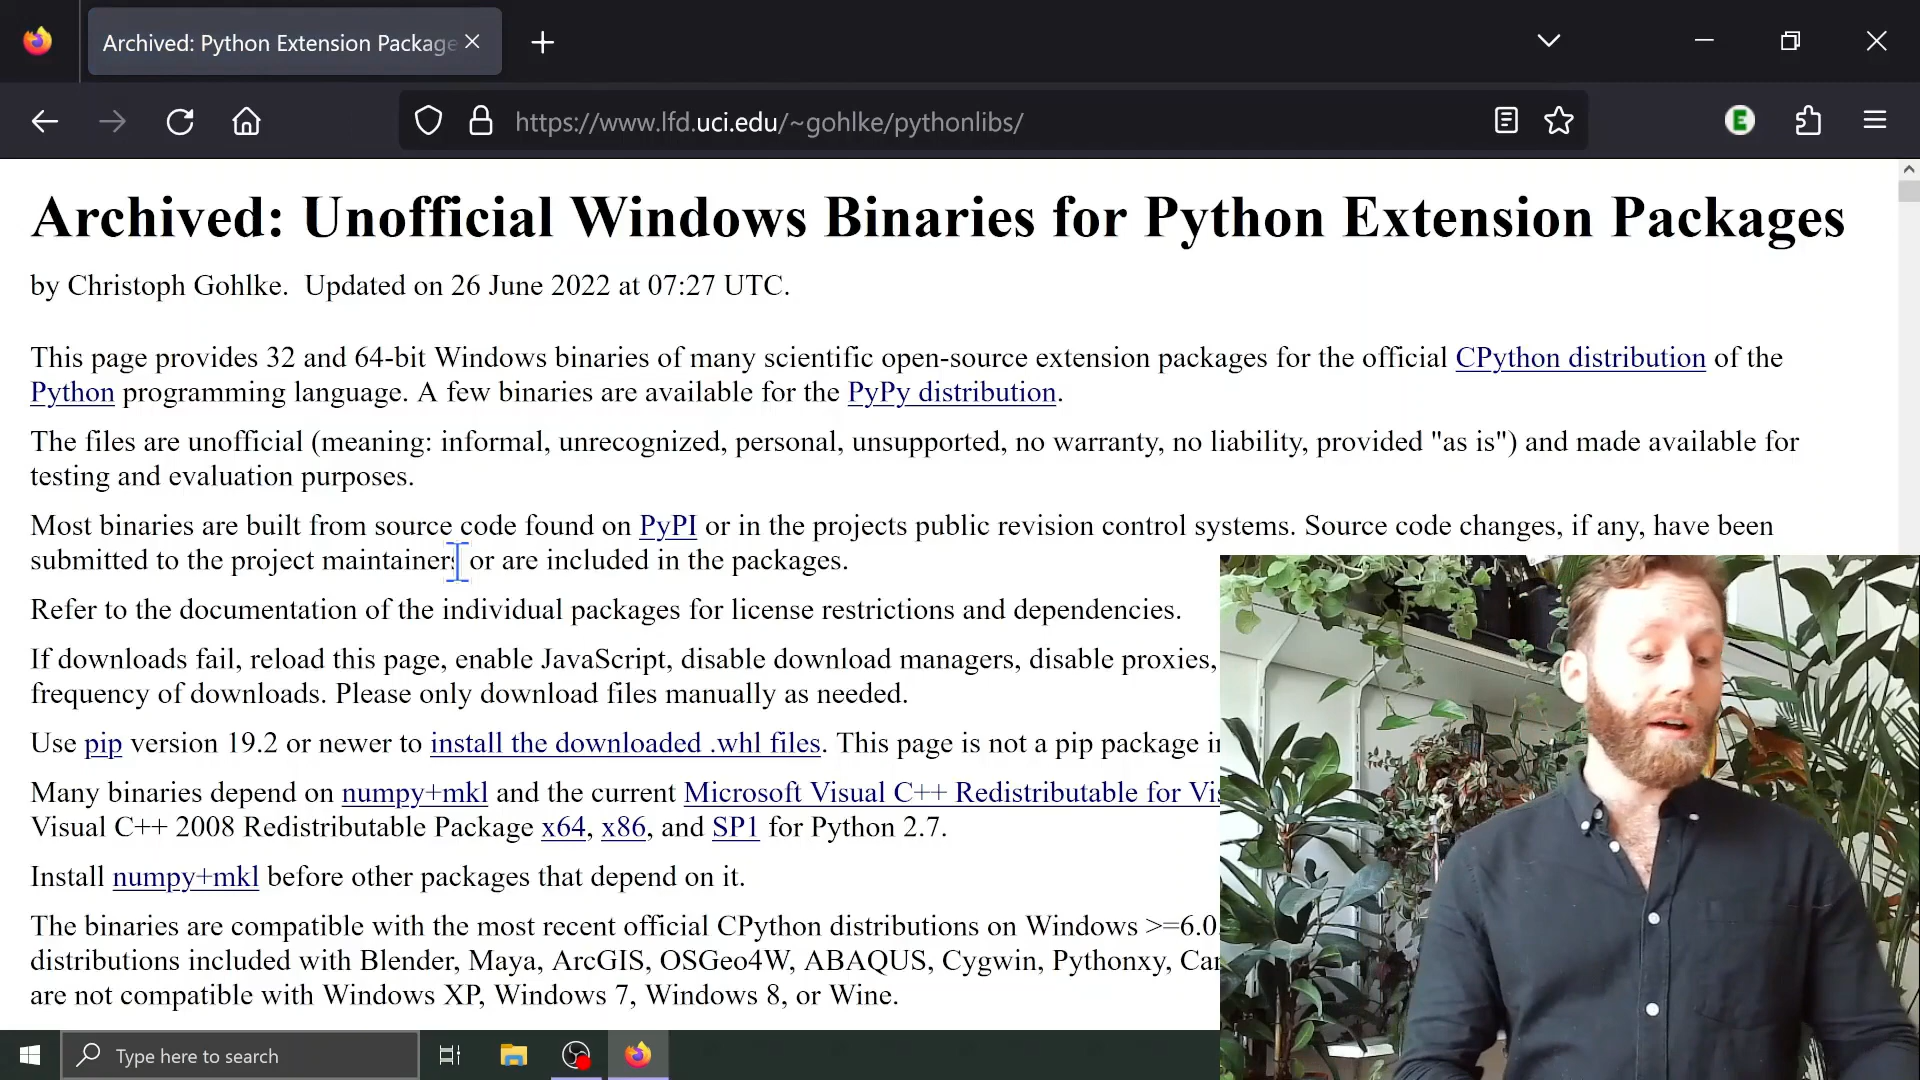 Archived: Python Extension Package
https://www.lfd.uci.edu/~gohlke/pythonlibs/
E
Archived: Unofficial Windows Binaries for Python Extension Packages
by Christoph Gohlke. Updated on 26 June 2022 at 07:27 UTC.
This page provides 32 and 64-bit Windows binaries of many scientific open-source extension packages for the official CPython distribution of the
Python programming language. A few binaries are available for the PyPy distribution.
The files are unofficial (meaning: informal, unrecognized, personal, unsupported, no warranty, no liability, provided "as is") and made available for
testing and evaluation purposes.
Most binaries are built from source code found on PyPI or in the projects public revision control systems. Source code changes, if any, have been
submitted to the project maintainers or are included in the packages.
Refer to the documentation of the individual packages for license restrictions and dependencies.
If downloads fail, reload this page, enable JavaScript, disable download managers, disable proxies,
frequency of downloads. Please only download files manually as needed.
Use pip version 19.2 or newer to install the downloaded .whl files. This page is not a pip package
Many binaries depend on numpy+mkl and the current Microsoft Visual C++ Redistributable for
Visual C++ 2008 Redistributable Package x64, x86, and SP1 for Python 2.7.
Install numpy+mkl before other packages that depend on it.
The binaries are compatible with the most recent official CPython distributions on Windows >=6.0
distributions included with Blender, Maya, ArcGIS, OSGeo4W, ABAQUS, Cygwin, Pythonxy,
are not compatible with Windows XP, Windows 7, Windows 8, or Wine.
Type here to search